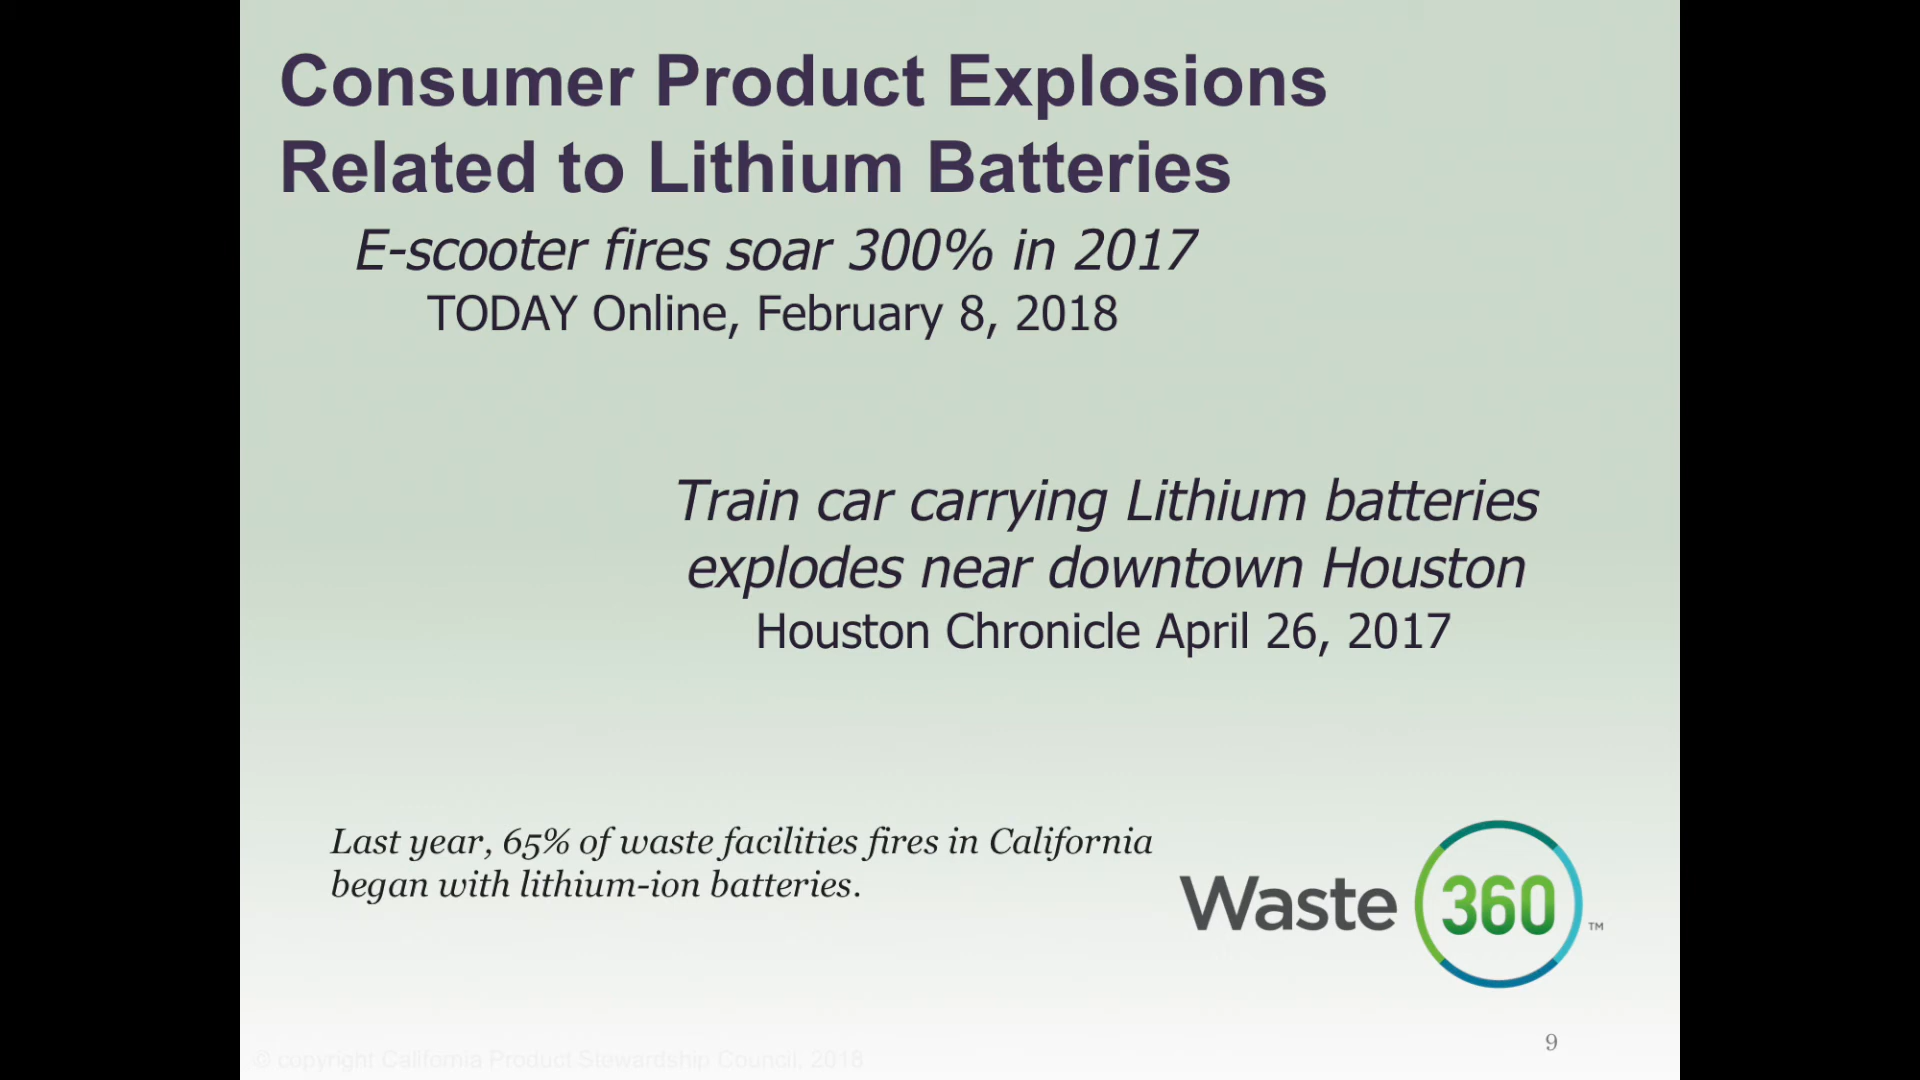 Consumer Product Explosions
Related to Lithium Batteries
E-scooter fires soar 300% in 2017
TODAY Online, February 8, 2018
Train car carrying Lithium batteries
explodes near downtown Houston
Houston Chronicle April 26, 2017
Last year, 65% of waste facilities fires in California
began with lithium-ion batteries.
Waste 360 ™
9
© copyright California Product Stewardship Council, 2018